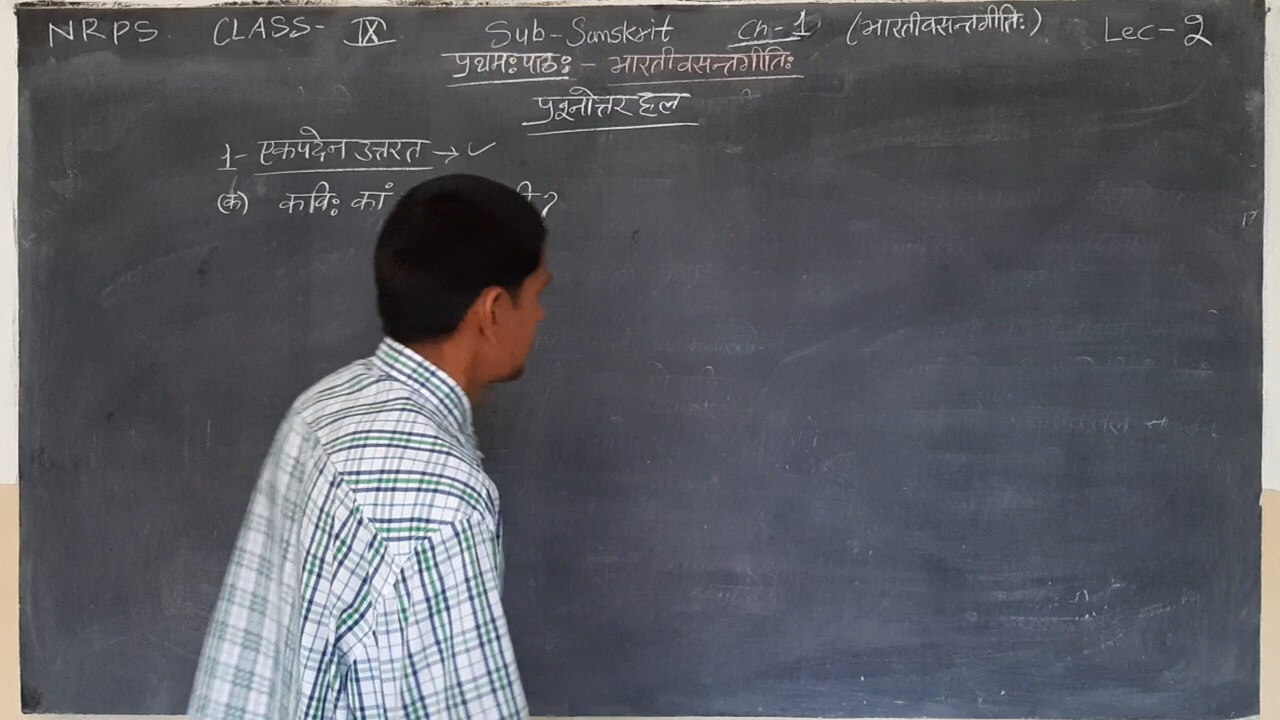 NRPS. CLASS- IX Sub-Sanskrit Ch-1 (भारतीवसन्तगीतिः) Lec-2
प्रथमःपाठः - भारतीवसन्तगीतिः
प्रश्नोत्तर हल
1- एकपदेन उत्तरत → ✓
(क) कविः कां